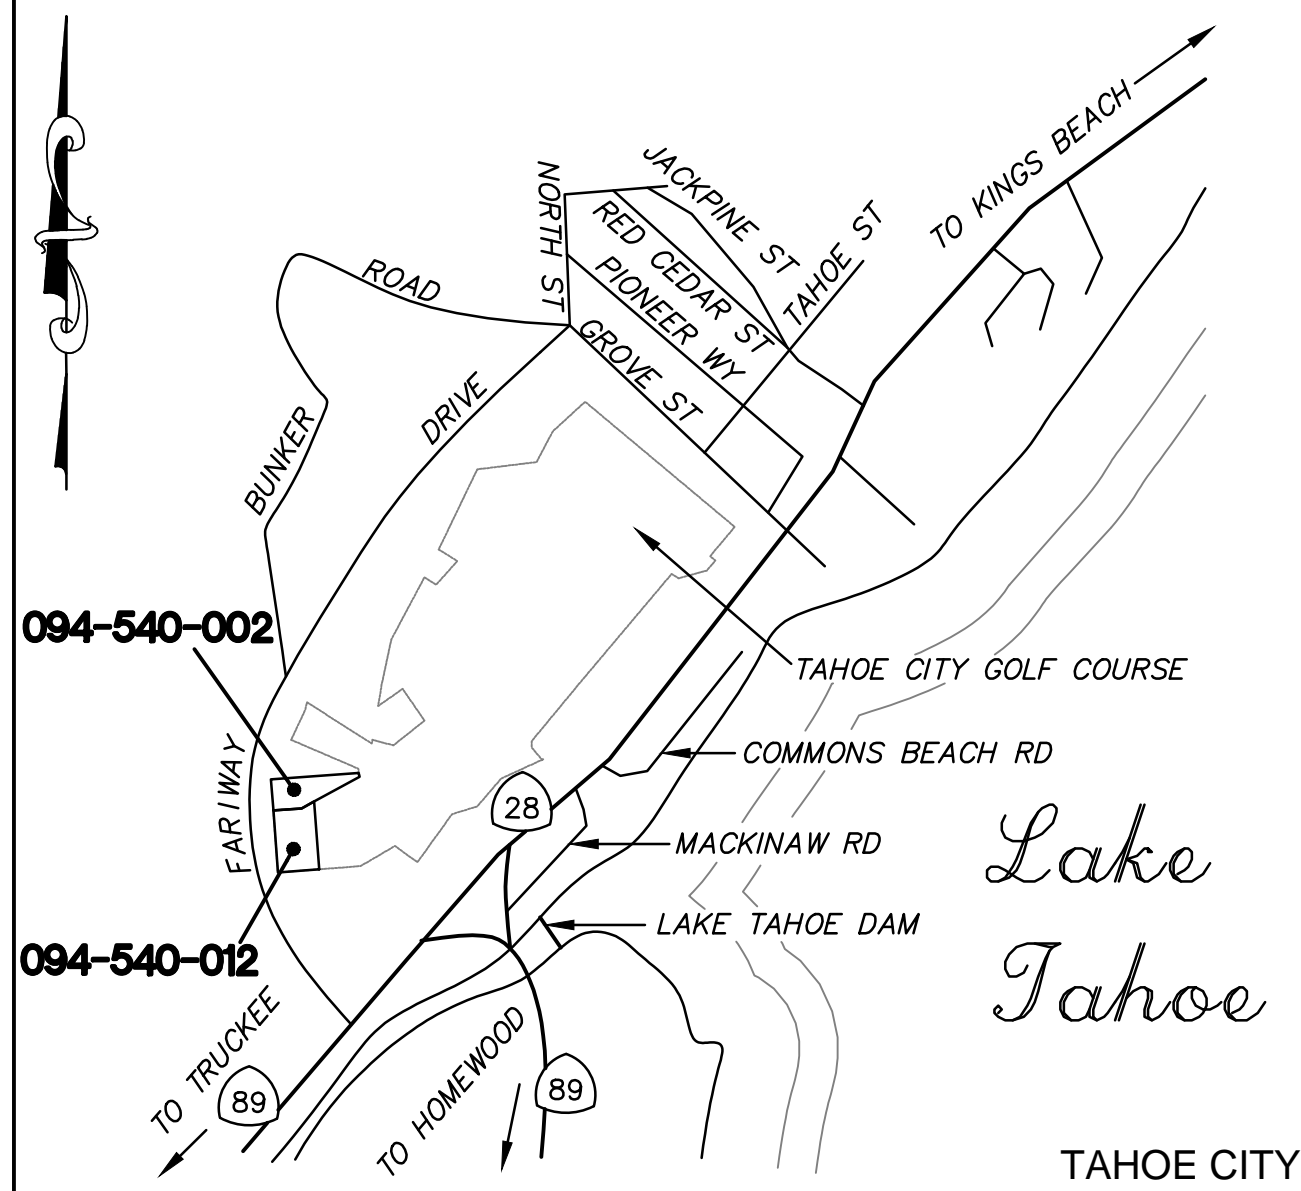 TO KINGS BEACH
JACKPINE ST
NORTH ST
RED CEDAR ST
TAHOE ST
PIONEER WY
ROAD
GROVE ST
DRIVE
BUNKER
094-540-002
TAHOE CITY GOLF COURSE
COMMONS BEACH RD
FARIWAY
28
Lake
MACKINAW RD
LAKE TAHOE DAM
094-540-012
Tahoe
TO TRUCKEE
TO HOMEWOOD
89
89
TAHOE CITY